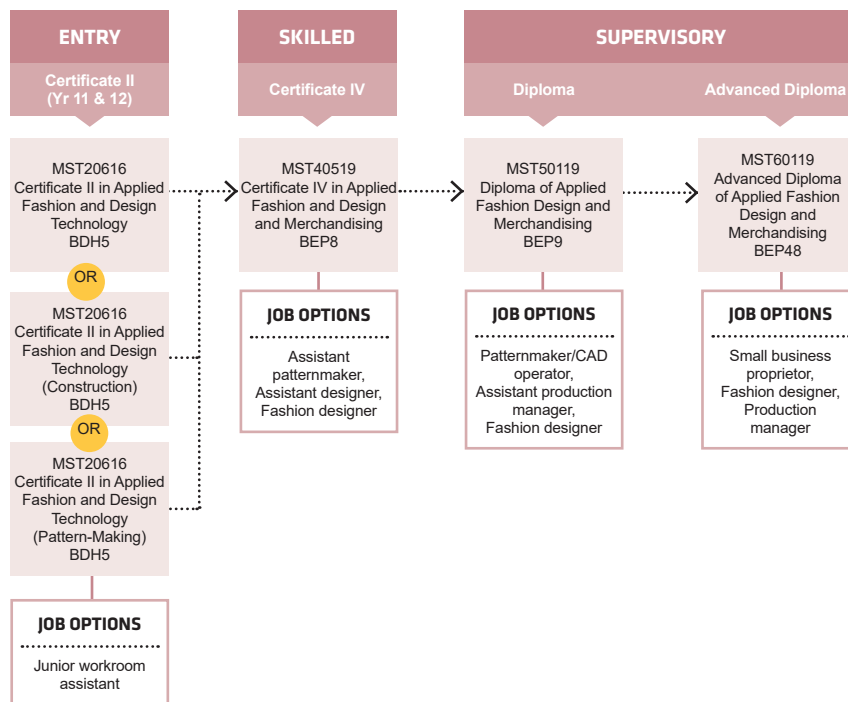 ENTRY
Certificate II
(Yr 11 & 12)
MST20616
Certificate II in Applied
Fashion and Design
Technology
BDH5
OR
MST20616
Certificate II in Applied
Fashion and Design
Technology
(Construction)
BDH5
OR
MST20616
Certificate II in Applied
Fashion and Design
Technology
(Pattern-Making)
BDH5
JOB OPTIONS
Junior workroom
assistant
SKILLED
Certificate IV
MST40519
Certificate IV in Applied
Fashion and Design
and Merchandising
BEP8
JOB OPTIONS
Assistant
patternmaker,
Assistant designer,
Fashion designer
SUPERVISORY
Diploma
MST50119
Diploma of Applied
Fashion Design and
Merchandising
BEP9
JOB OPTIONS
Patternmaker/CAD
operator,
Assistant production
manager,
Fashion designer
Advanced Diploma
MST60119
Advanced Diploma
of Applied Fashion
Design and
Merchandising
BEP48
JOB OPTIONS
Small business
proprietor,
Fashion designer,
Production
manager